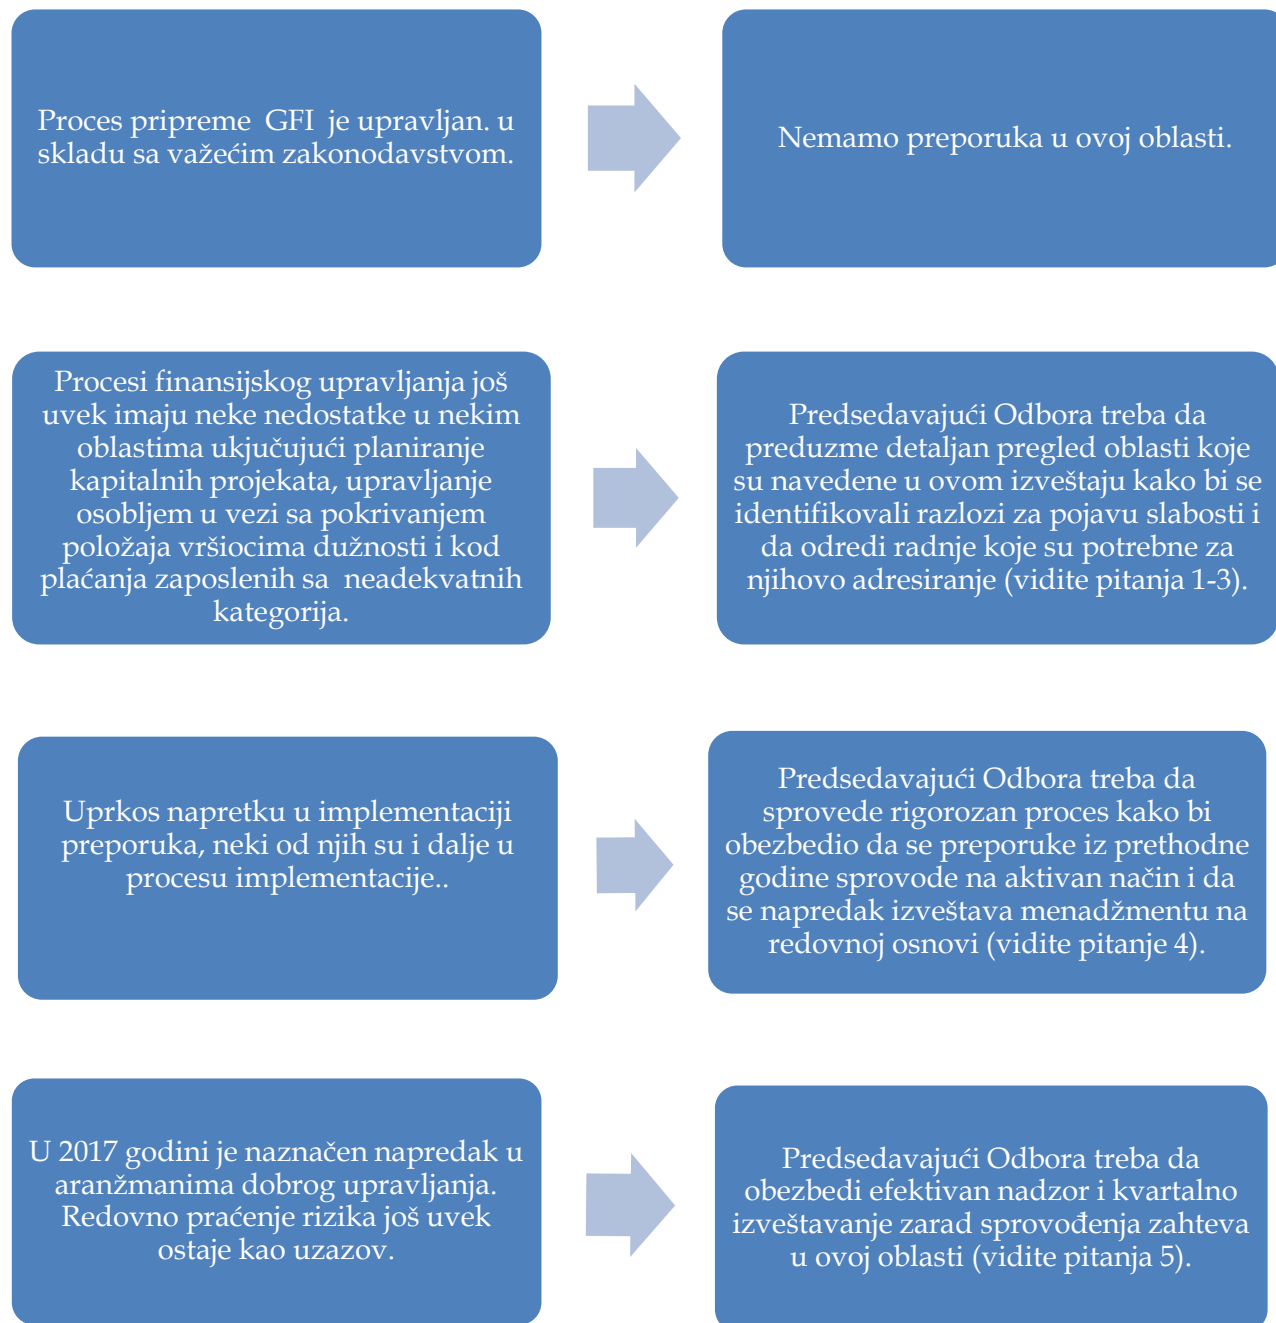 Proces pripreme  GFI  je upravljan. u
skladu sa važećim zakonodavstvom.
Nemamo preporuka u ovoj oblasti.
Procesi finansijskog upravljanja još
uvek imaju neke nedostatke u nekim
oblastima ukjučujući planiranje
kapitalnih projekata, upravljanje
osobljem u vezi sa pokrivanjem
položaja vršiocima dužnosti i kod
plaćanja zaposlenih sa  neadekvatnih
kategorija.
Predsedavajući Odbora treba da
preduzme detaljan pregled oblasti koje
su navedene u ovom izveštaju kako bi se
identifikovali razlozi za pojavu slabosti i
da odredi radnje koje su potrebne za
njihovo adresiranje (vidite pitanja 1-3).
Uprkos napretku u implementaciji
preporuka, neki od njih su i dalje u
procesu implementacije..
Predsedavajući Odbora treba da
sprovede rigorozan proces kako bi
obezbedio da se preporuke iz prethodne
godine sprovode na aktivan način i da
se napredak izveštava menadžmentu na
redovnoj osnovi (vidite pitanje 4).
U 2017 godini je naznačen napredak u
aranžmanima dobrog upravljanja.
Redovno praćenje rizika još uvek
ostaje kao uzazov.
Predsedavajući Odbora treba da
obezbedi efektivan nadzor i kvartalno
izveštavanje zarad sprovođenja zahteva
u ovoj oblasti (vidite pitanja 5).